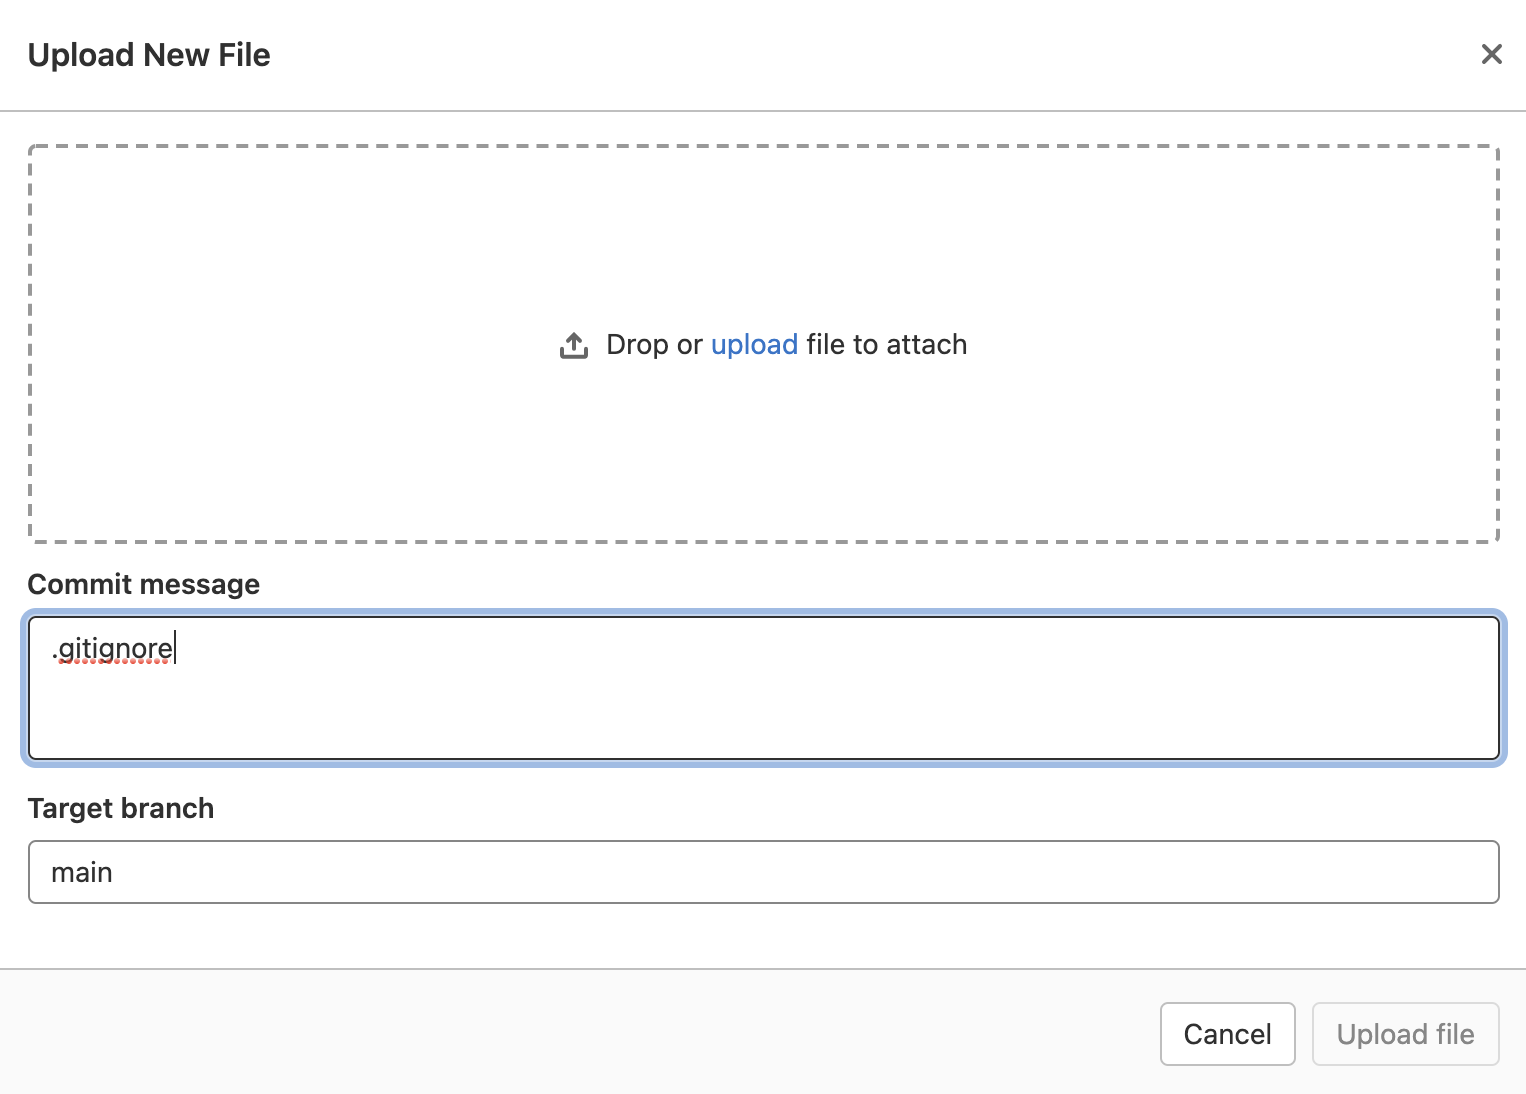 Upload New File
Drop or upload file to attach
Commit message
.gitignore
Target branch
main
Cancel
Upload file